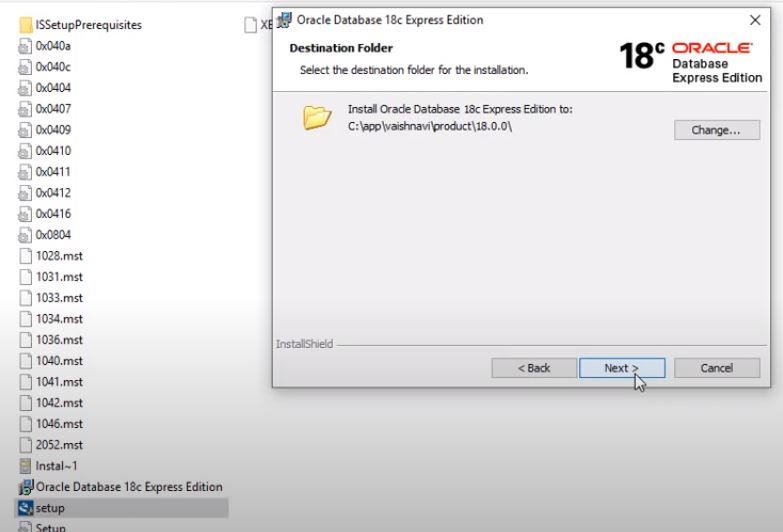 ISSetupPrerequisites
0x040a
0x040c
0x0404
0x0407
0x0409
0x0410
0x0411
0x0412
0x0416
0x0804
1028.mst
1031.mst
1033.mst
1034.mst
1036.mst
1040.mst
1041.mst
1042.mst
1046.mst
2052.mst
Instal~1
Oracle Database 18c Express Edition
setup
Setup
XE
Oracle Database 18c Express Edition
Destination Folder
Select the destination folder for the installation.
18c ORACLE
Database
Express Edition
Install Oracle Database 18c Express Edition to:
C:\app\vaishnavi\product\18.0.0\
Change...
InstallShield
< Back
Next >
Cancel